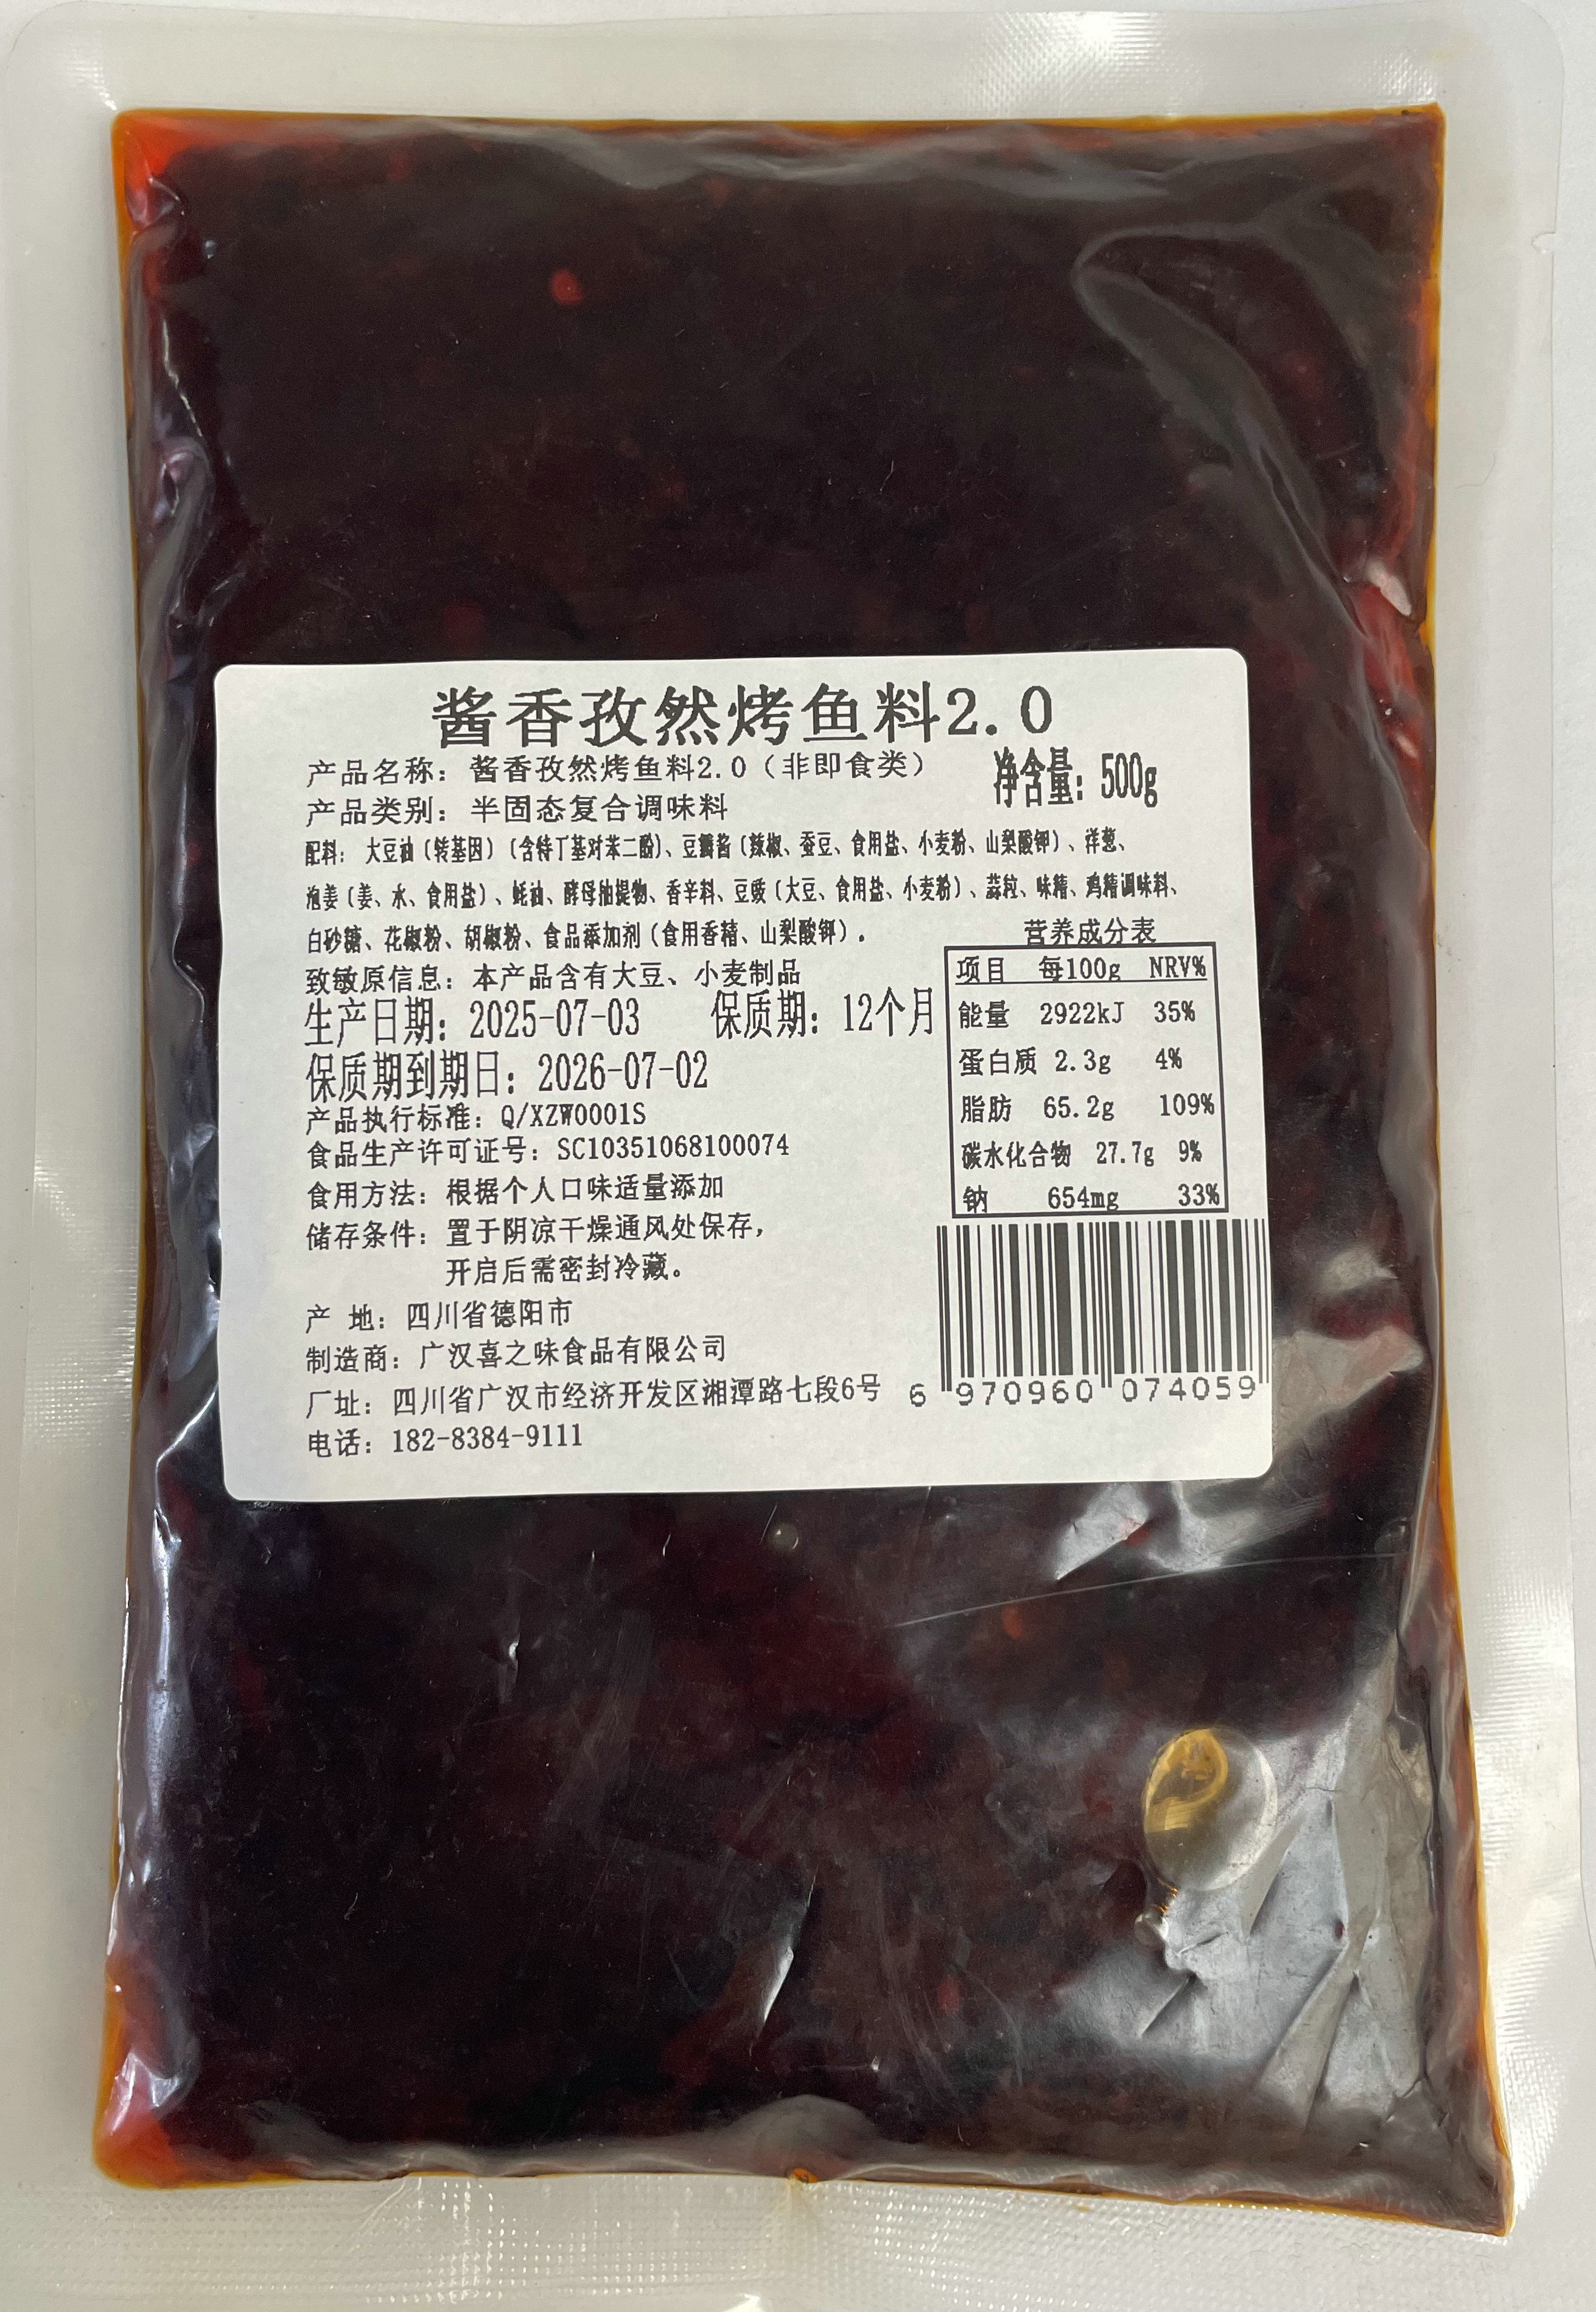 酱香孜然烤鱼料2.0
产品名称：酱香孜然烤鱼料2.0（非即食类）
净含量：500g
产品类别：半固态复合调味料
配料：大豆油（转基因）（含特丁基对苯二酚）、豆瓣酱（辣椒、蚕豆、食用盐、小麦粉、山梨酸钾）、洋葱、
泡姜（姜、水、食用盐）、蚝油、酵母抽提物、香辛料、豆豉（大豆、食用盐、小麦粉）、蒜粒、味精、鸡精调味料、
白砂糖、花椒粉、胡椒粉、食品添加剂（食用香精、山梨酸钾）。
致敏原信息：本产品含有大豆、小麦制品
生产日期：2025-07-03 保质期：12个月
保质期到期日：2026-07-02
产品执行标准：Q/XZW0001S
食品生产许可证号：SC10351068100074
食用方法：根据个人口味适量添加
储存条件：置于阴凉干燥通风处保存，
开启后需密封冷藏。
产 地：四川省德阳市
制造商：广汉喜之味食品有限公司
厂址：四川省广汉市经济开发区湘潭路七段6号
电话：182-8384-9111
营养成分表
项目 每100g NRV%
能量 2922kJ 35%
蛋白质 2.3g 4%
脂肪 65.2g 109%
碳水化合物 27.7g 9%
钠 654mg 33%
6 970960 074059